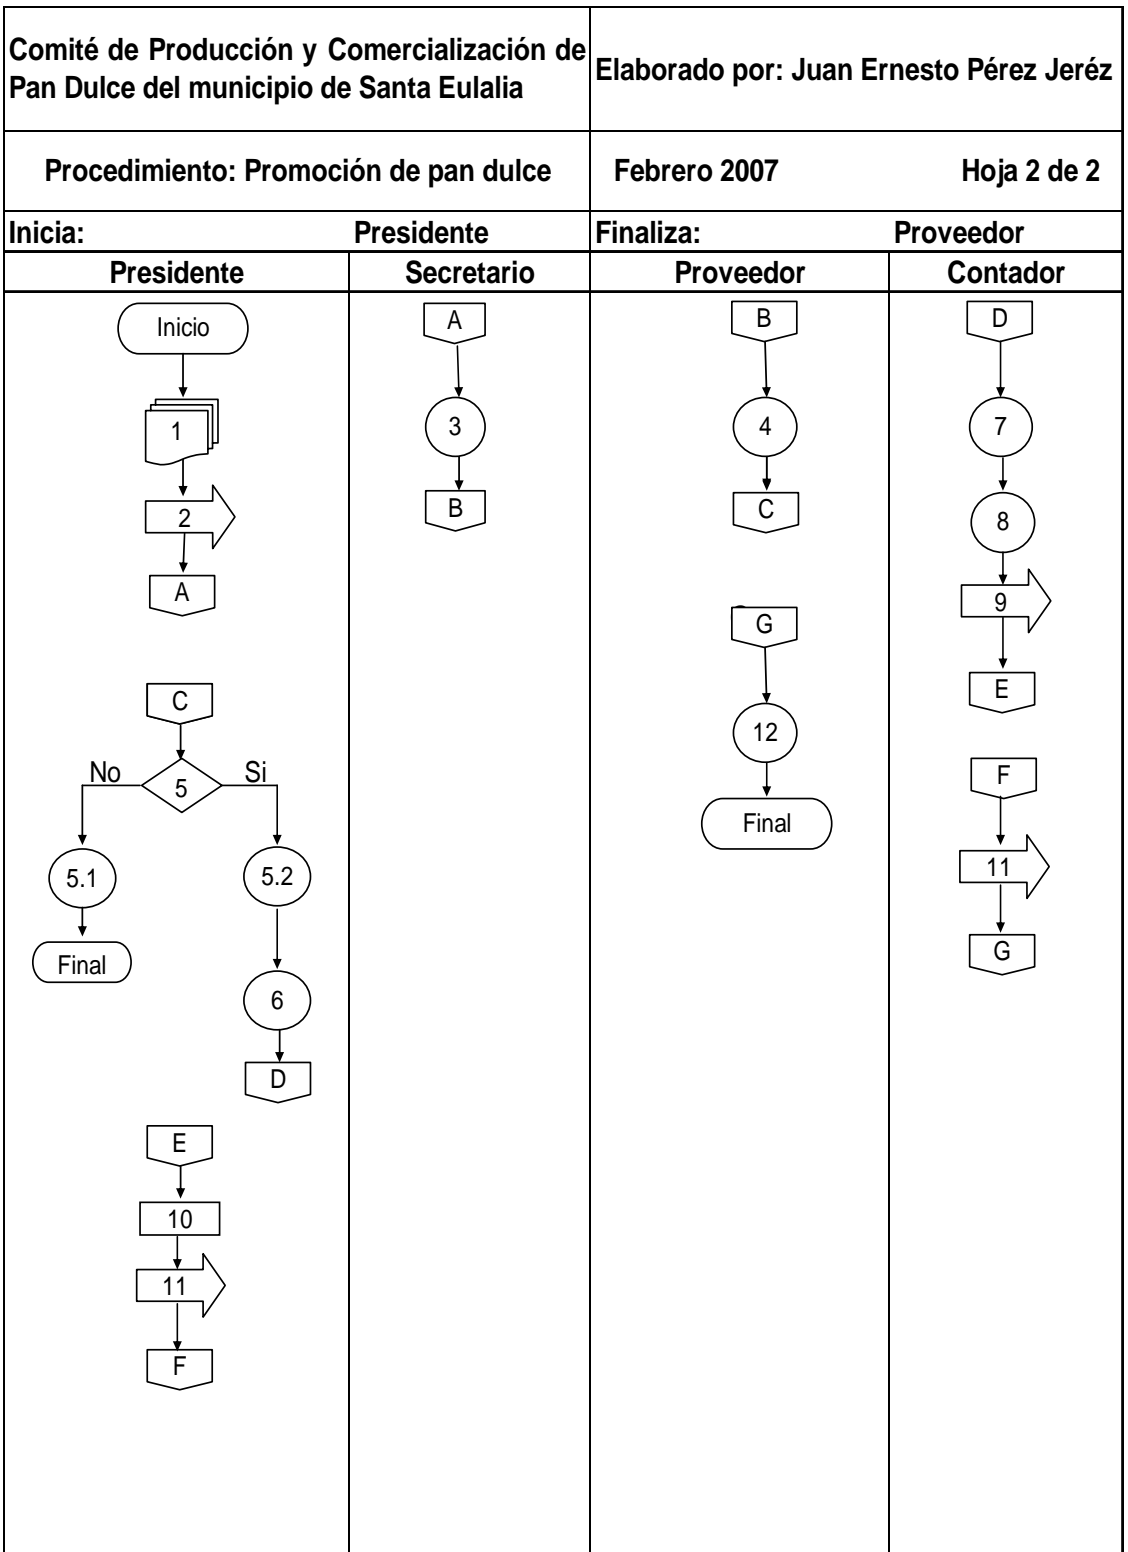 Comité de Producción y Comercialización de
Pan Dulce del municipio de Santa Eulalia
Elaborado por: Juan Ernesto Pérez Jeréz
Procedimiento: Promoción de pan dulce
Febrero 2007 Hoja 2 de 2
Inicia: Presidente
Finaliza: Proveedor
Presidente
Secretario
Proveedor
Contador
Inicio
1
2
A
C
No
5
Si
5.1
5.2
Final
6
D
E
10
11
F
A
3
B
B
4
C
G
12
Final
D
7
8
9
E
F
11
G